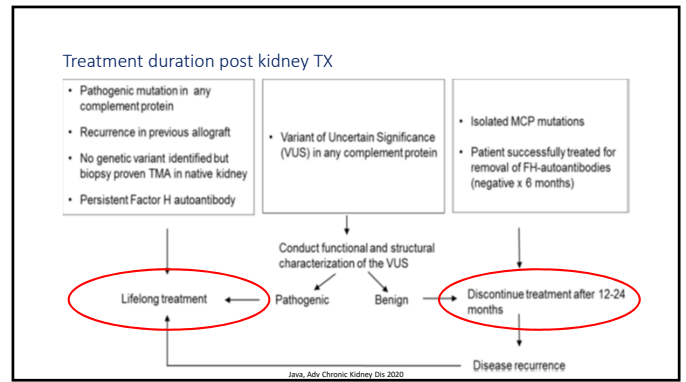 Treatment duration post kidney TX
• Pathogenic mutation in any
complement protein
• Recurrence in previous allograft
• No genetic variant identified but
biopsy proven TMA in native kidney
• Persistent Factor H autoantibody
• Variant of Uncertain Significance
(VUS) in any complement protein
• Isolated MCP mutations
• Patient successfully treated for
removal of FH-autoantibodies
(negative x 6 months)
Conduct functional and structural
characterization of the VUS
Lifelong treatment
Pathogenic
Benign
Discontinue treatment after 12-24
months
Disease recurrence
Java, Adv Chronic Kidney Dis 2020